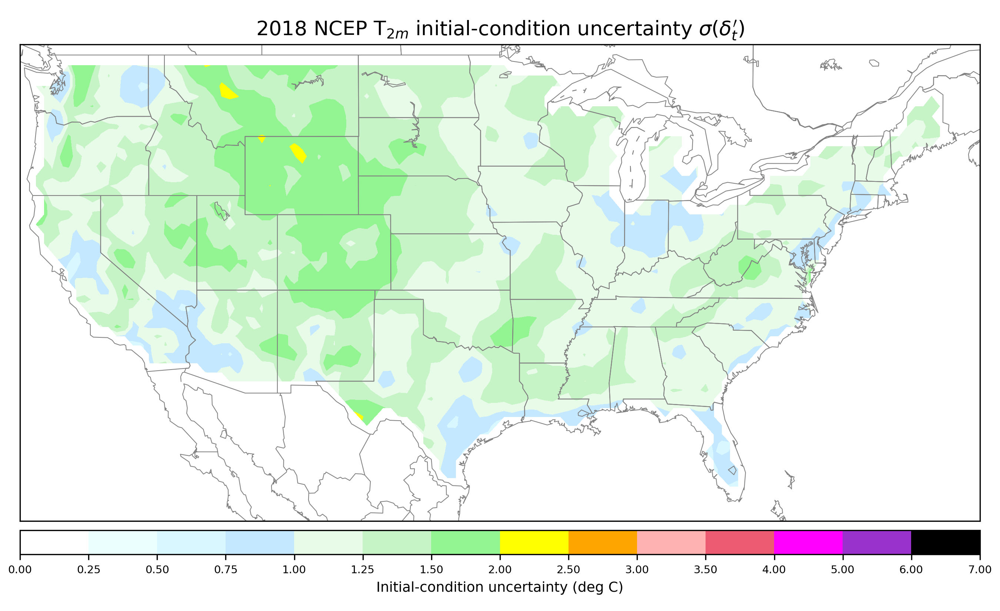 2018 NCEP T₂ₘ initial-condition uncertainty σ(δ′ₜ)
0.00 0.25 0.50 0.75 1.00 1.25 1.50 2.00 2.50 3.00 3.50 4.00 5.00 6.00 7.00
Initial-condition uncertainty (deg C)